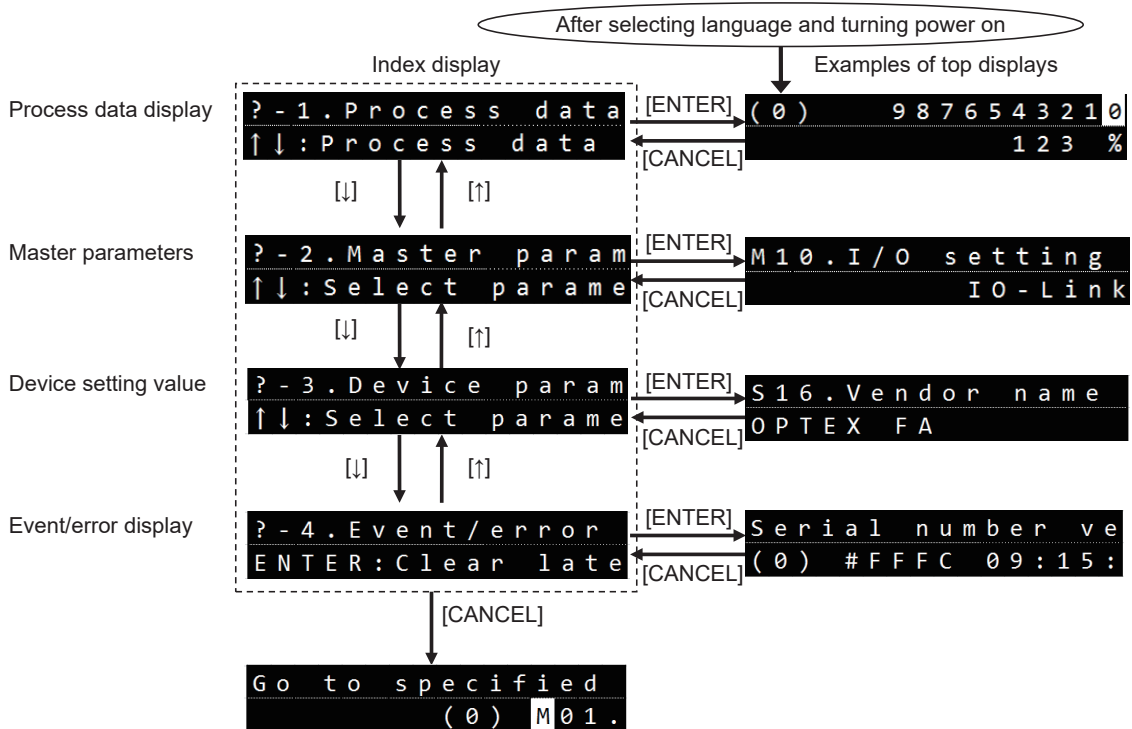 After selecting language and turning power on
Index display
Examples of top displays
Process data display
?-1.Process data
↑↓:Process data
[ENTER]
[CANCEL]
(0) 9876543210
123 %
[↓]
[↑]
Master parameters
?-2.Master param
↑↓:Select parame
[ENTER]
[CANCEL]
M10.I/O setting
IO-Link
[↓]
[↑]
Device setting value
?-3.Device param
↑↓:Select parame
[ENTER]
[CANCEL]
S16.Vendor name
OPTEX FA
[↓]
[↑]
Event/error display
?-4.Event/error
ENTER:Clear late
[ENTER]
[CANCEL]
Serial number ve
(0) #FFFC 09:15:
[CANCEL]
Go to specified
(0) M01.